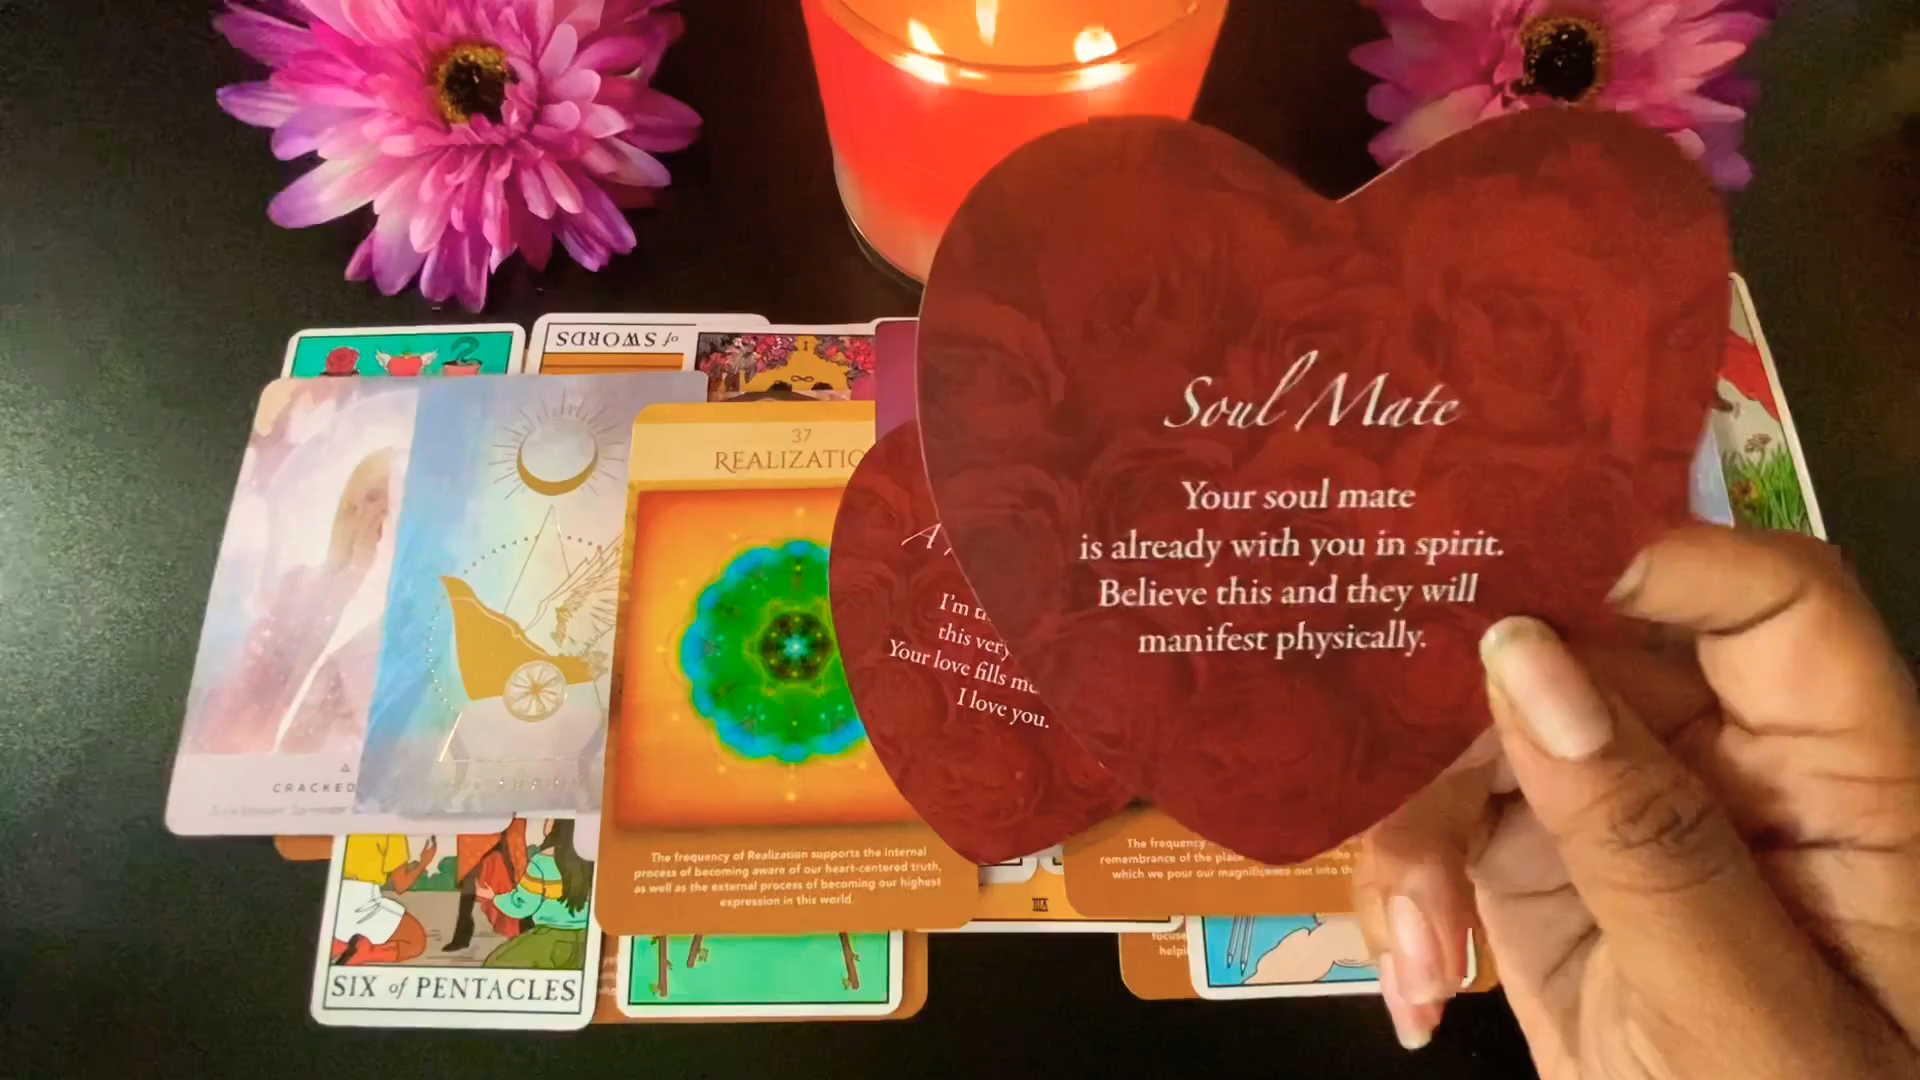 of SWORDS
37
REALIZATIO
Soul Mate
Your soul mate
is already with you in spirit.
Believe this and they will
manifest physically.
I'm
this very
Your love fills
I love you.
CRACKED
The frequency of Realization supports the internal
process of becoming aware of our heart-centered truth,
as well as the external process of becoming our highest
expression in this world.
The frequency
remembrance of the place
which we pour our magnificence out into th
VIII
SIX of PENTACLES